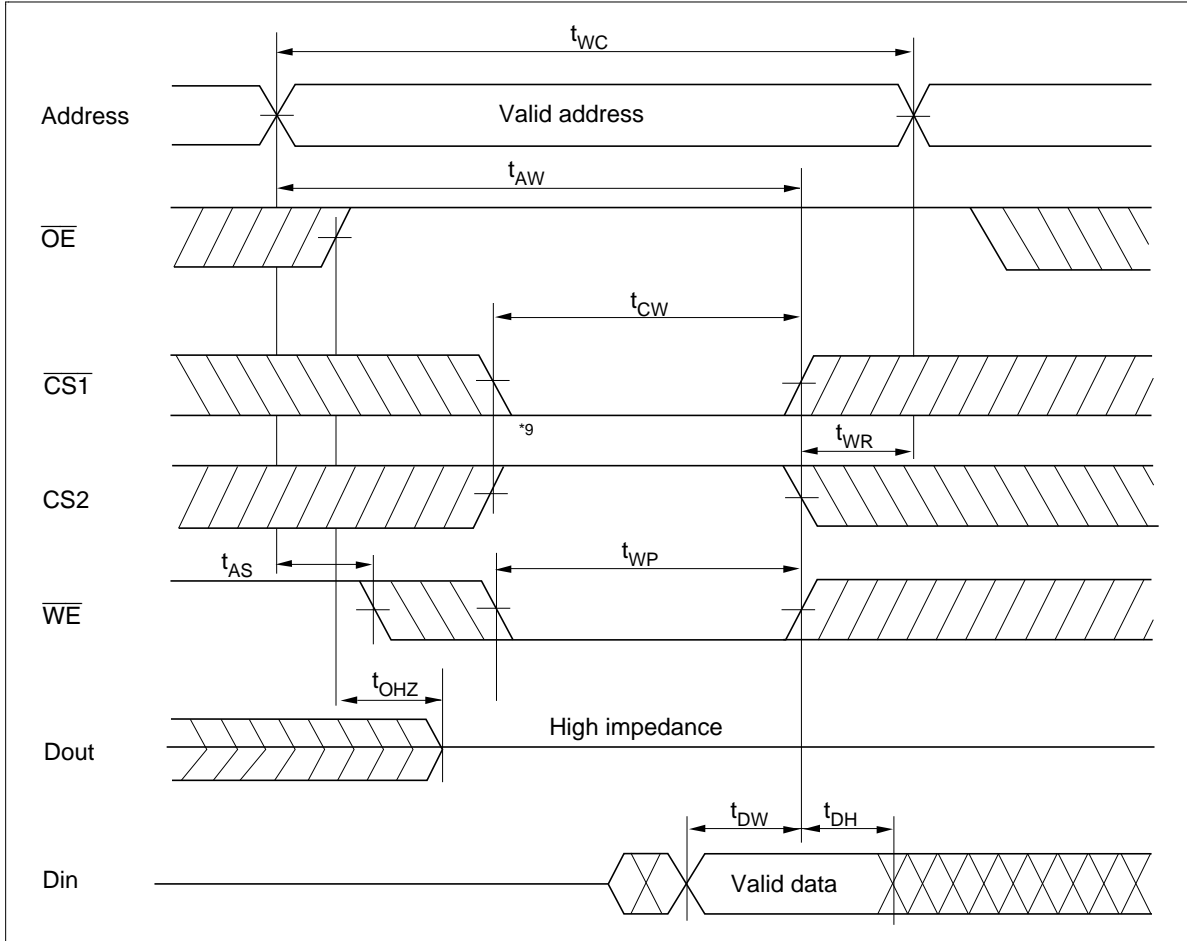 tWC
Address
Valid address
tAW
OE
tCW
CS1
*9
tWR
CS2
tAS
tWP
WE
tOHZ
High impedance
Dout
tDW
tDH
Din
Valid data